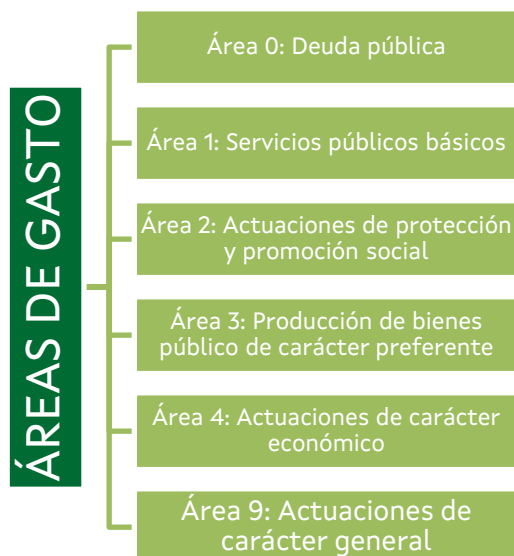 ÁREAS DE GASTO
Área 0: Deuda pública
Área 1: Servicios públicos básicos
Área 2: Actuaciones de protección
y promoción social
Área 3: Producción de bienes
público de carácter preferente
Área 4: Actuaciones de carácter
económico
Área 9: Actuaciones de
carácter general